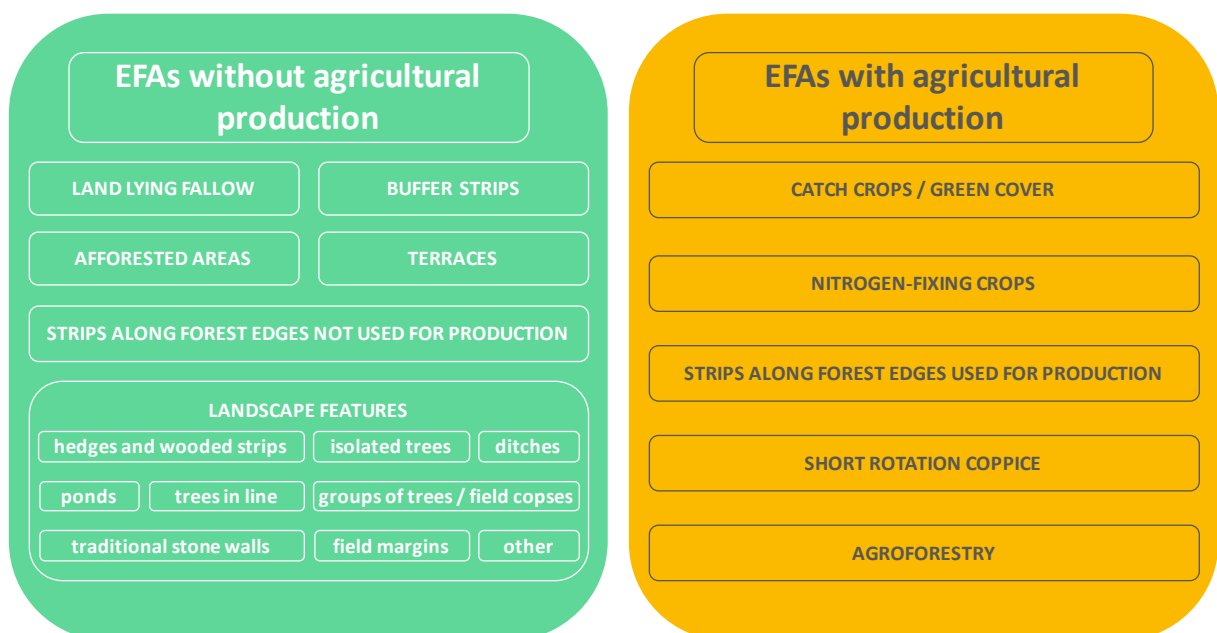 EFAs without agricultural
production
LAND LYING FALLOW
BUFFER STRIPS
AFFORESTED AREAS
TERRACES
STRIPS ALONG FOREST EDGES NOT USED FOR PRODUCTION
LANDSCAPE FEATURES
hedges and wooded strips
isolated trees
ditches
ponds
trees in line
groups of trees / field copses
traditional stone walls
field margins
other
EFAs with agricultural
production
CATCH CROPS / GREEN COVER
NITROGEN-FIXING CROPS
STRIPS ALONG FOREST EDGES USED FOR PRODUCTION
SHORT ROTATION COPPICE
AGROFORESTRY